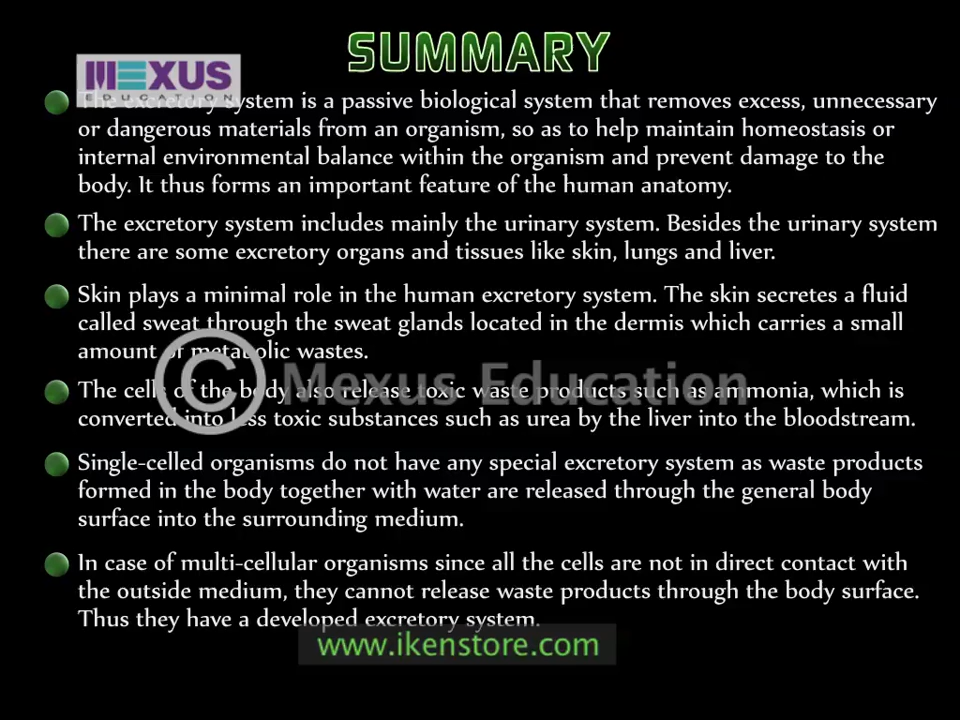 SUMMARY
MEXUS
EDUCATION
The excretory system is a passive biological system that removes excess, unnecessary
or dangerous materials from an organism, so as to help maintain homeostasis or
internal environmental balance within the organism and prevent damage to the
body. It thus forms an important feature of the human anatomy.
The excretory system includes mainly the urinary system. Besides the urinary system
there are some excretory organs and tissues like skin, lungs and liver.
Skin plays a minimal role in the human excretory system. The skin secretes a fluid
called sweat through the sweat glands located in the dermis which carries a small
amount of metabolic wastes.
© Mexus Education
The cells of the body also release toxic waste products such as ammonia, which is
converted into less toxic substances such as urea by the liver into the bloodstream.
Single-celled organisms do not have any special excretory system as waste products
formed in the body together with water are released through the general body
surface into the surrounding medium.
In case of multi-cellular organisms since all the cells are not in direct contact with
the outside medium, they cannot release waste products through the body surface.
Thus they have a developed excretory system.
www.ikenstore.com